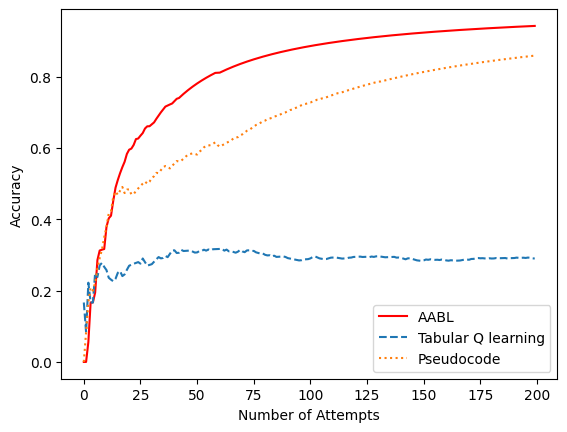 0.8
0.6
0.4
0.2
0.0
Accuracy
0 25 50 75 100 125 150 175 200
Number of Attempts
AABL
Tabular Q learning
Pseudocode